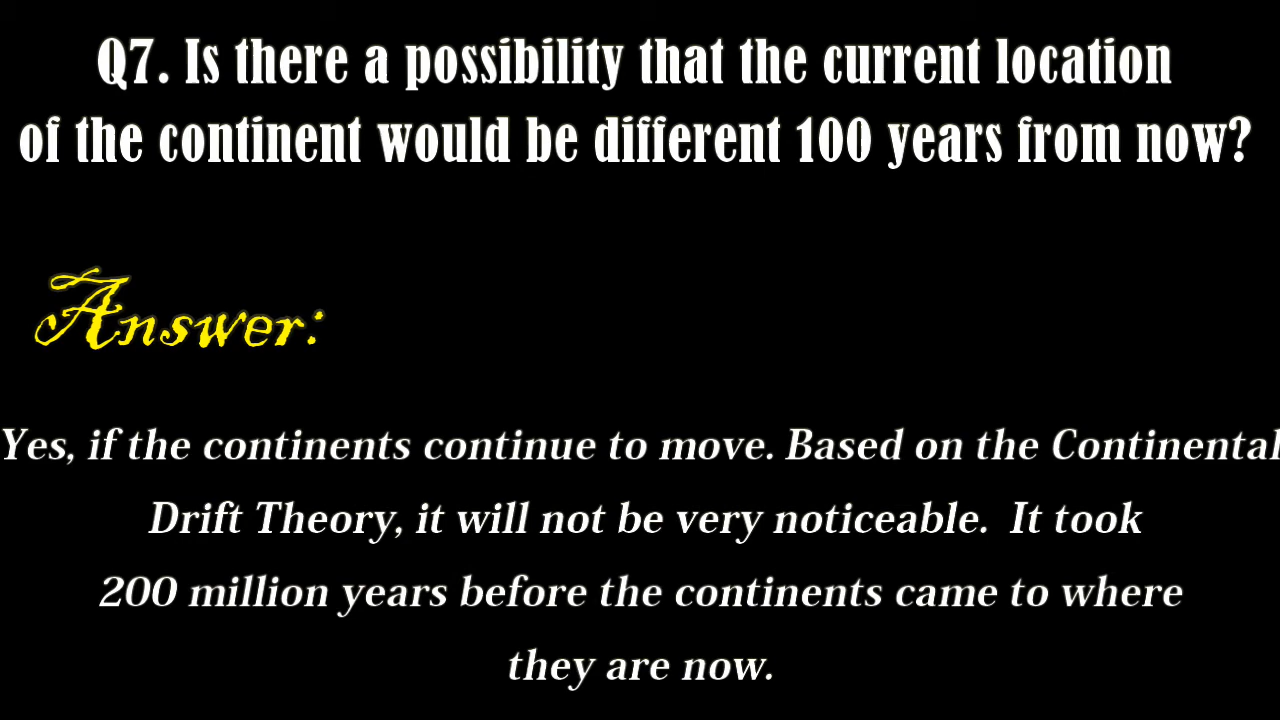 Q7. Is there a possibility that the current location
of the continent would be different 100 years from now?
Answer:
Yes, if the continents continue to move. Based on the Continental
Drift Theory, it will not be very noticeable. It took
200 million years before the continents came to where
they are now.